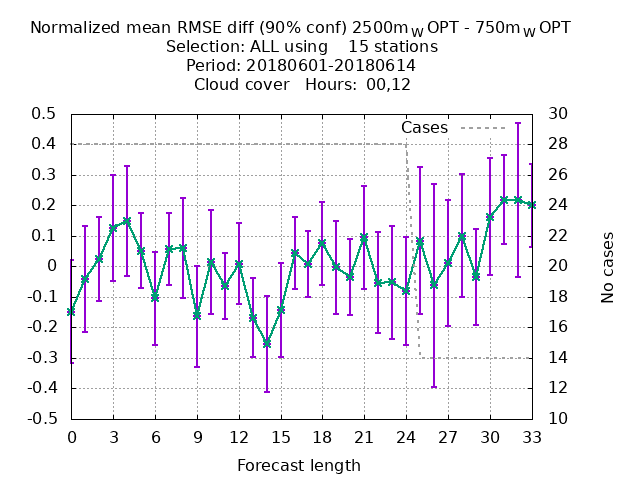 Normalized mean RMSE diff (90% conf) 2500m_W OPT - 750m_W OPT
Selection: ALL using 15 stations
Period: 20180601-20180614
Cloud cover Hours: 00,12
Cases
0.5
0.4
0.3
0.2
0.1
0
-0.1
-0.2
-0.3
-0.4
-0.5
30
28
26
24
22
20
18
16
14
12
10
No cases
0 3 6 9 12 15 18 21 24 27 30 33
Forecast length